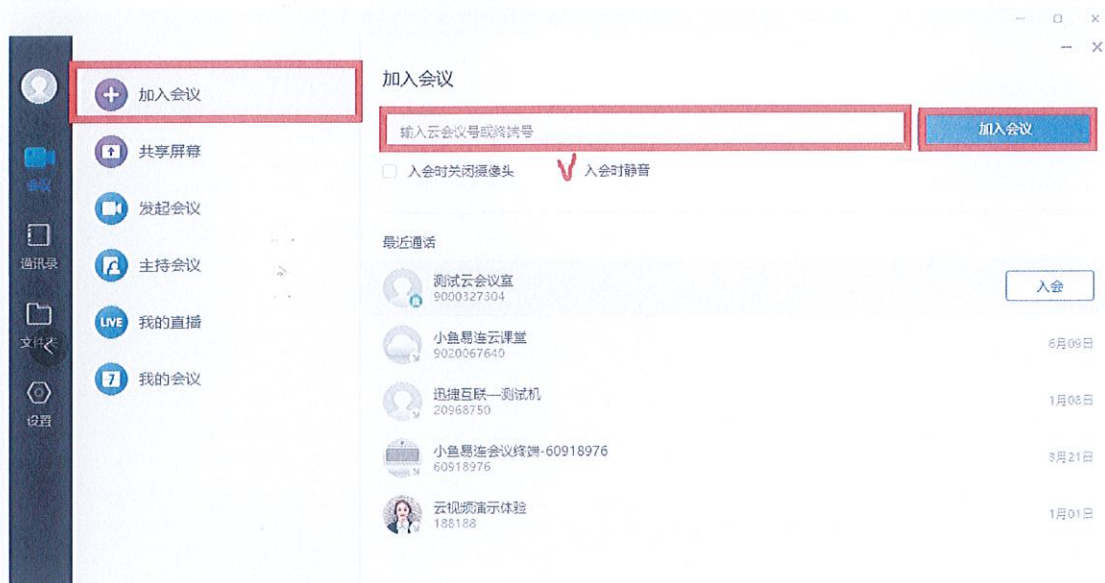 加入会议
共享屏幕
发起会议
主持会议
LIVE 我的直播
7 我的会议
会议
通讯录
文件夹
设置
加入会议
输入云会议号或终端号
加入会议
入会时关闭摄像头
入会时静音
最近通话
测试云会议室
9000327304
入会
小鱼易连云课堂
9020067640
6月09日
迅捷互联—测试机
20968750
1月08日
小鱼易连会议终端-60918976
60918976
3月21日
云视频演示体验
188188
1月01日